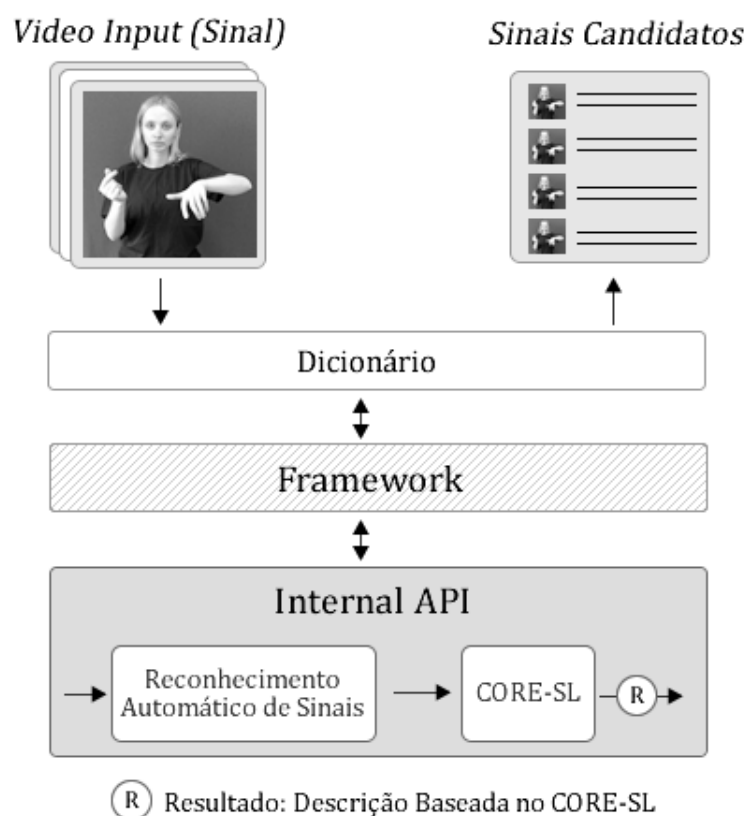 Video Input (Sinal)
Sinais Candidatos
Dicionário
Framework
Internal API
Reconhecimento
Automático de Sinais
CORE-SL
R
R Resultado: Descrição Baseada no CORE-SL